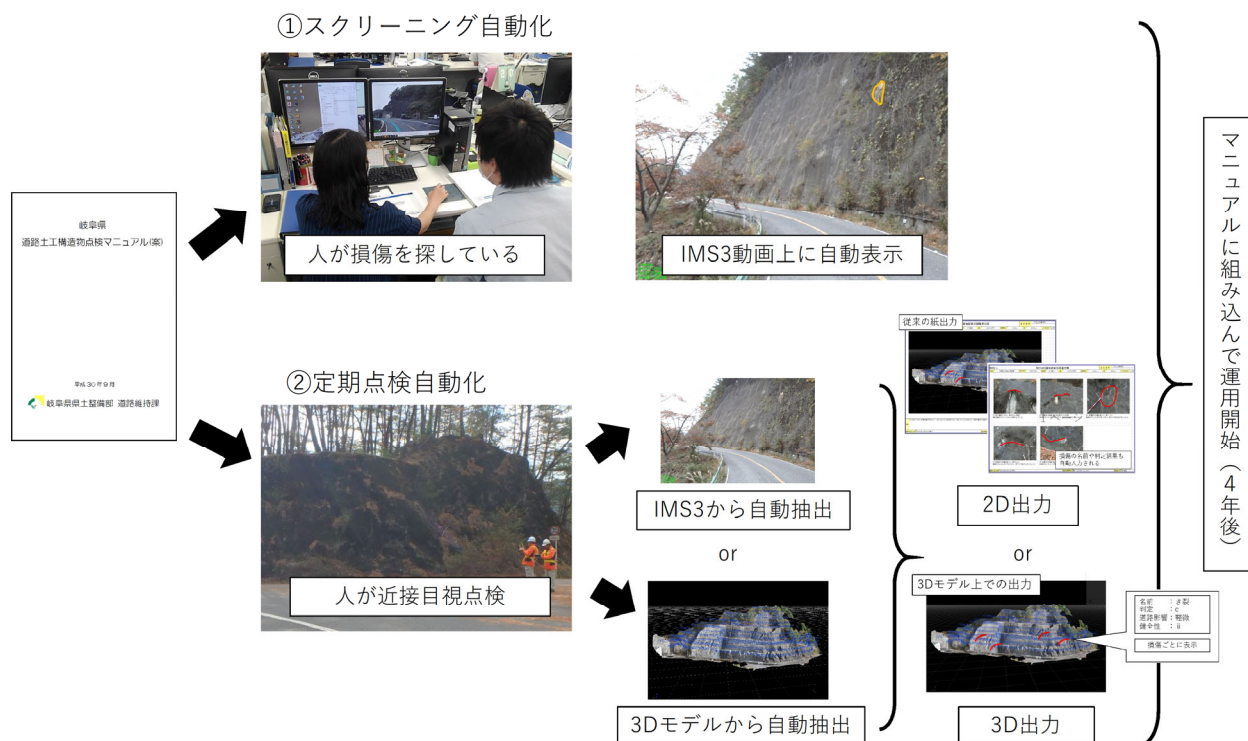 ①スクリーニング自動化
岐阜県
道路土工構造物点検マニュアル(案)
平成30年9月
岐阜県県土整備部 道路維持課
人が損傷を探している
IMS3動画上に自動表示
②定期点検自動化
人が近接目視点検
IMS3から自動抽出
or
3Dモデルから自動抽出
従来の紙出力
損傷の名前や判定結果も
自動入力される
2D出力
or
3Dモデル上での出力
名前 :き裂
判定 :c
道路影響:軽微
健全性 :ⅱ
損傷ごとに表示
3D出力
マニュアルに組み込んで運用開始(4年後)